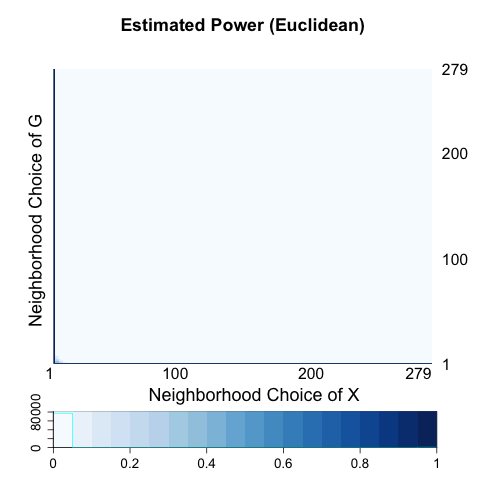 Estimated Power (Euclidean)
Neighborhood Choice of G
279
200
100
1
1 100 200 279
Neighborhood Choice of X
0 80000
0 0.2 0.4 0.6 0.8 1